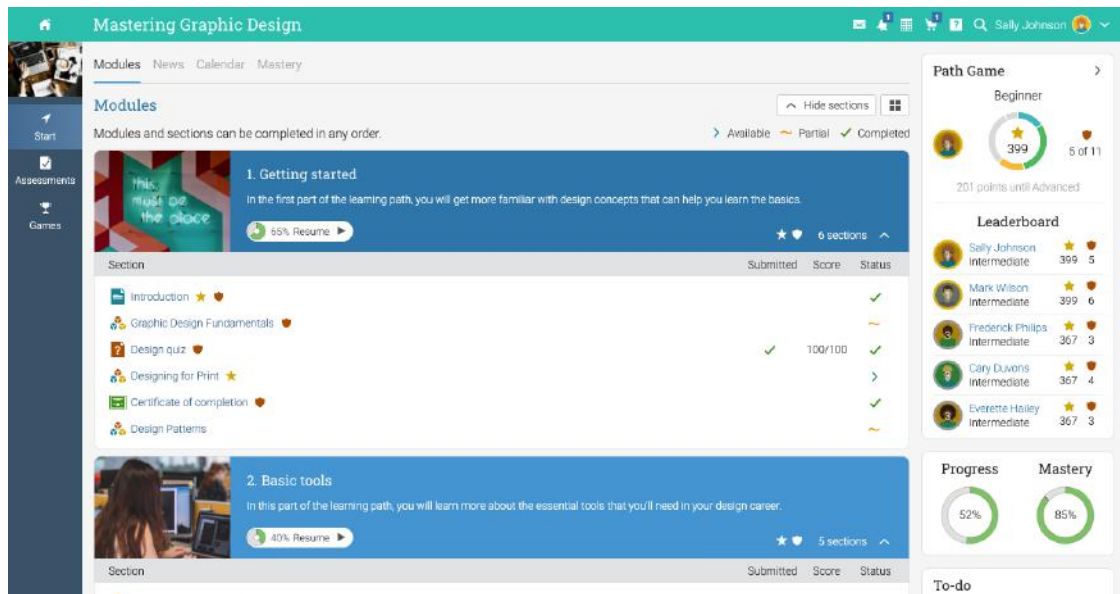 Mastering Graphic Design
1
1
?
Sally Johnson
Start
Assessments
Games
Modules News Calendar Mastery
Modules
Hide sections
Modules and sections can be completed in any order.
Available Partial Completed
this
must be
the place
1. Getting started
In the first part of the learning path, you will get more familiar with design concepts that can help you learn the basics.
Resume
6 sections
Section Submitted Score Status
Introduction
Graphic Design Fundamentals
Design quiz 100/100
Designing for Print
Certificate of completion
Design Patterns
2. Basic tools
In this part of the learning path, you will learn more about the essential tools that you'll need in your design career.
40% Resume
5 sections
Section Submitted Score Status
Path Game
Beginner
399
5 of 11
201 points until Advanced
Leaderboard
Sally Johnson
Intermediate 399 5
Mark Wilson
Intermediate 399 6
Frederick Philips
Intermediate 367 3
Cary Duvons
Intermediate 367 4
Everette Hailey
Intermediate 367 3
Progress Mastery
52% 85%
To-do